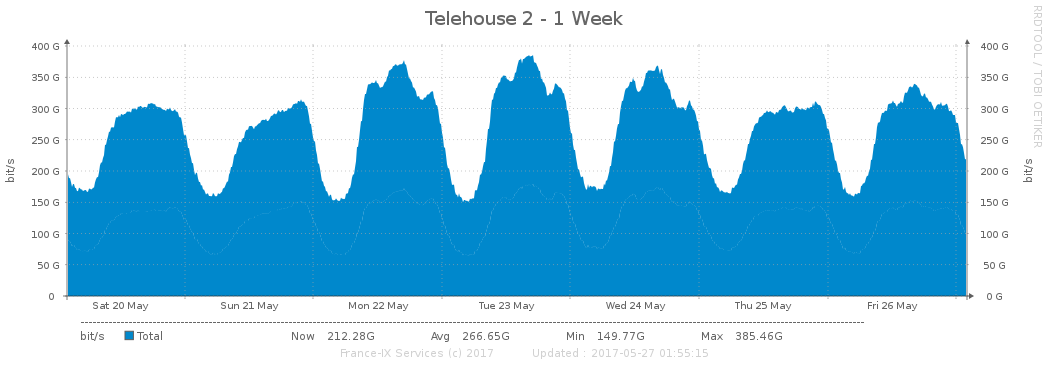 Telehouse 2 - 1 Week
RRDTOOL / TOBI OETIKER
400 G 400 G
350 G 350 G
300 G 300 G
250 G 250 G
200 G 200 G
150 G 150 G
100 G 100 G
50 G 50 G
0 0 G
bit/s bit/s
Sat 20 May Sun 21 May Mon 22 May Tue 23 May Wed 24 May Thu 25 May Fri 26 May
bit/s Total Now 212.28G Avg 266.65G Min 149.77G Max 385.46G
France-IX Services (c) 2017 Updated : 2017-05-27 01:55:15